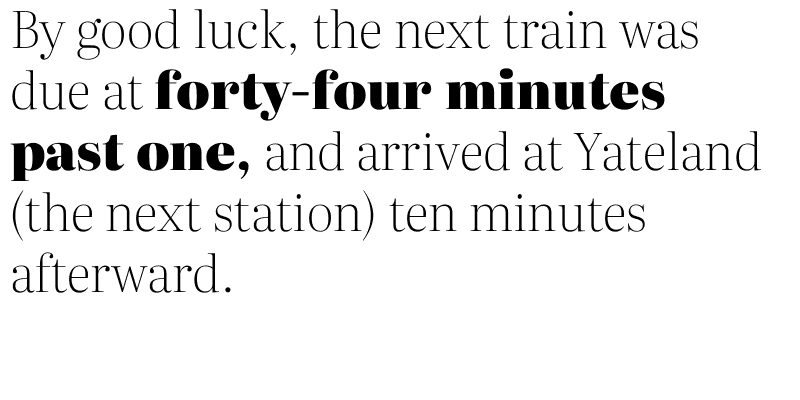 By good luck, the next train was
due at forty-four minutes
past one, and arrived at Yateland
(the next station) ten minutes
afterward.